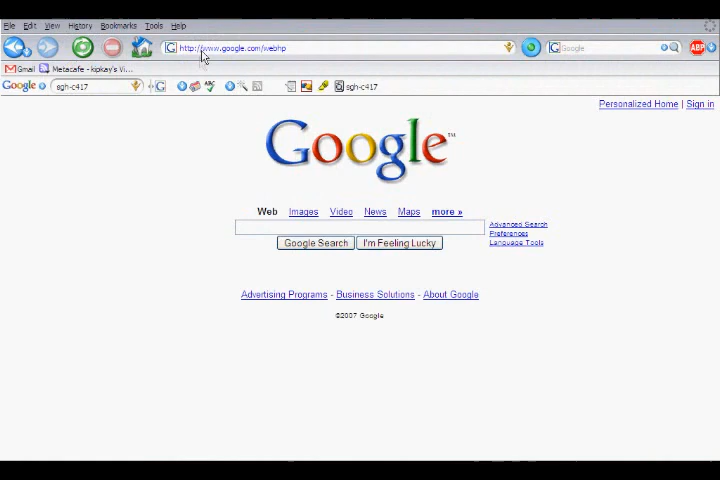 File Edit View History Bookmarks Tools Help
http://www.google.com/webhp
Google
ABP
Gmail Metacafe - kipkay's Vi...
Google sgh-c417 sgh-c417
Personalized Home | Sign in
Google™
Web Images Video News Maps more »
Advanced Search
Preferences
Language Tools
Google Search I'm Feeling Lucky
Advertising Programs - Business Solutions - About Google
©2007 Google